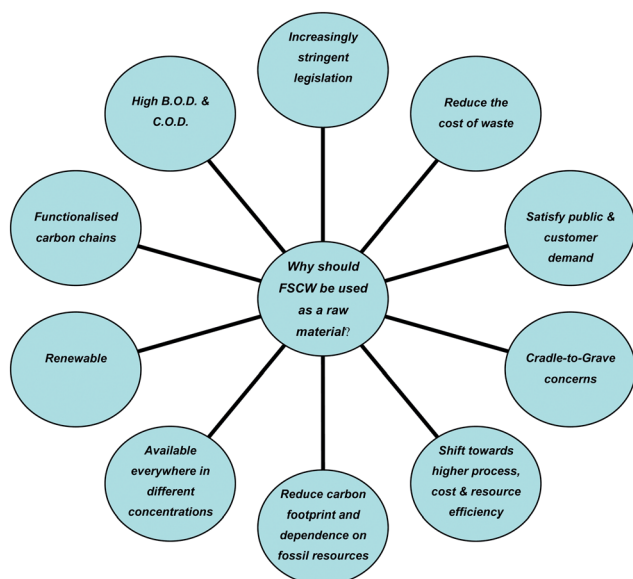 Increasingly
stringent
legislation
Reduce the
cost of waste
Satisfy public &
customer
demand
Cradle-to-Grave
concerns
Shift towards
higher process,
cost & resource
efficiency
Reduce carbon
footprint and
dependence on
fossil resources
Available
everywhere in
different
concentrations
Renewable
Functionalised
carbon chains
High B.O.D. &
C.O.D.
Why should
FSCW be used
as a raw
material?